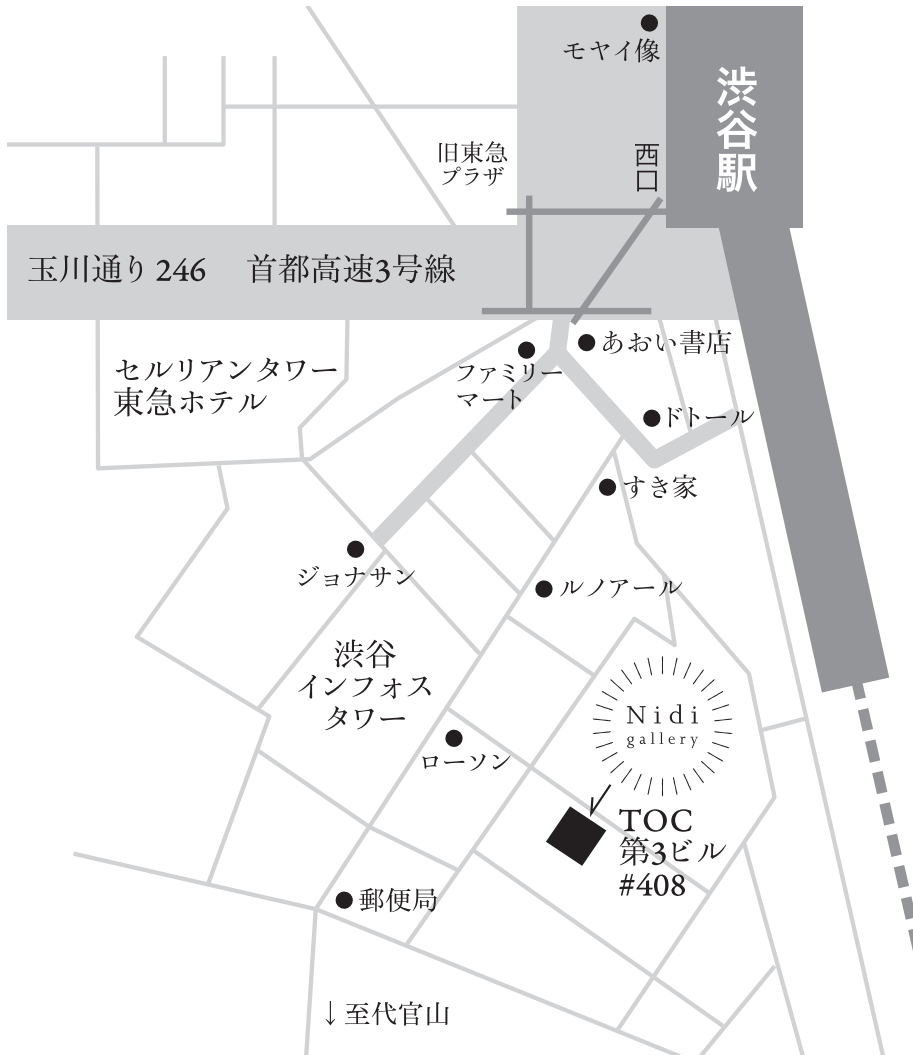 モヤイ像
渋谷駅
旧東急
プラザ
西口
玉川通り 246 首都高速3号線
あおい書店
セルリアンタワー
東急ホテル
ファミリー
マート
ドトール
すき家
ジョナサン
ルノアール
渋谷
インフォス
タワー
Nidi
gallery
ローソン
TOC
第3ビル
#408
郵便局
↓至代官山